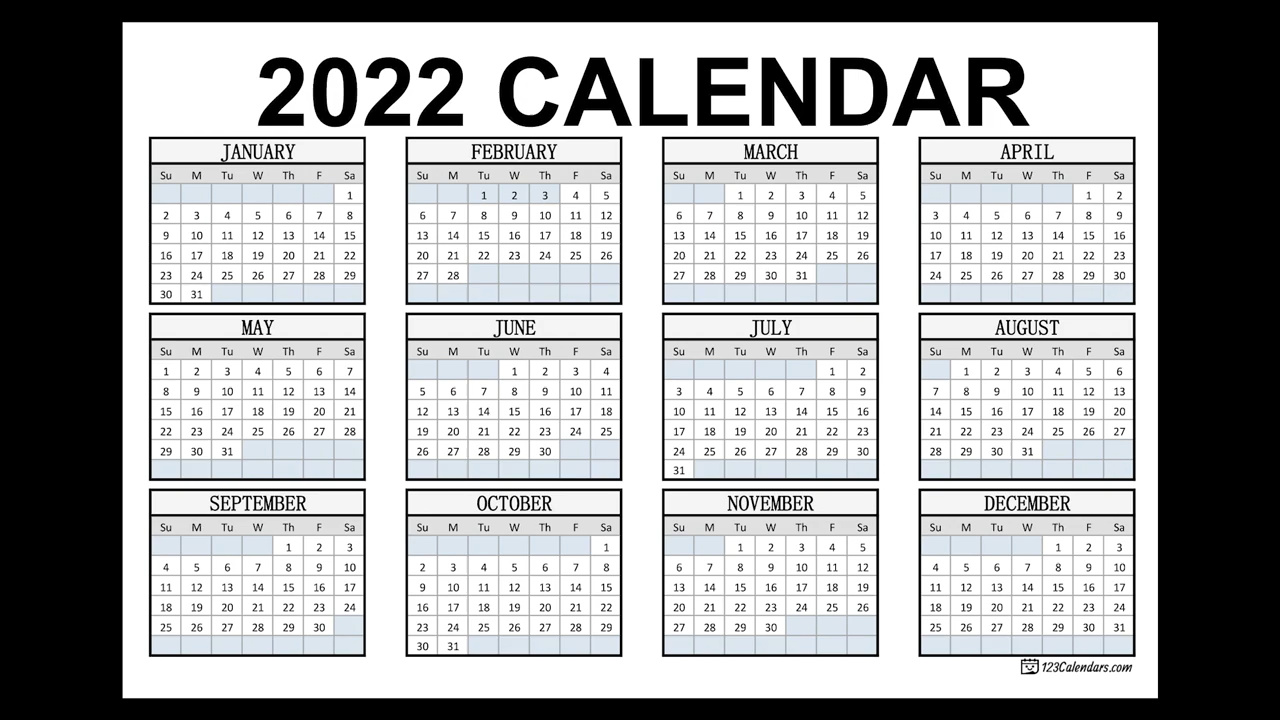 2022 CALENDAR
JANUARY FEBRUARY MARCH APRIL
Su M Tu W Th F Sa Su M Tu W Th F Sa Su M Tu W Th F Sa Su M Tu W Th F Sa
1 1 2 3 4 5 1 2 3 4 5 1 2
2 3 4 5 6 7 8 6 7 8 9 10 11 12 6 7 8 9 10 11 12 3 4 5 6 7 8 9
9 10 11 12 13 14 15 13 14 15 16 17 18 19 13 14 15 16 17 18 19 10 11 12 13 14 15 16
16 17 18 19 20 21 22 20 21 22 23 24 25 26 20 21 22 23 24 25 26 17 18 19 20 21 22 23
23 24 25 26 27 28 29 27 28 27 28 29 30 31 24 25 26 27 28 29 30
30 31
MAY JUNE JULY AUGUST
Su M Tu W Th F Sa Su M Tu W Th F Sa Su M Tu W Th F Sa Su M Tu W Th F Sa
1 2 3 4 5 6 7 1 2 3 4 1 2 1 2 3 4 5 6
8 9 10 11 12 13 14 5 6 7 8 9 10 11 3 4 5 6 7 8 9 7 8 9 10 11 12 13
15 16 17 18 19 20 21 12 13 14 15 16 17 18 10 11 12 13 14 15 16 14 15 16 17 18 19 20
22 23 24 25 26 27 28 19 20 21 22 23 24 25 17 18 19 20 21 22 23 21 22 23 24 25 26 27
29 30 31 26 27 28 29 30 24 25 26 27 28 29 30 28 29 30 31
31
SEPTEMBER OCTOBER NOVEMBER DECEMBER
Su M Tu W Th F Sa Su M Tu W Th F Sa Su M Tu W Th F Sa Su M Tu W Th F Sa
1 2 3 1 1 2 3 4 5 1 2 3
4 5 6 7 8 9 10 2 3 4 5 6 7 8 6 7 8 9 10 11 12 4 5 6 7 8 9 10
11 12 13 14 15 16 17 9 10 11 12 13 14 15 13 14 15 16 17 18 19 11 12 13 14 15 16 17
18 19 20 21 22 23 24 16 17 18 19 20 21 22 20 21 22 23 24 25 26 18 19 20 21 22 23 24
25 26 27 28 29 30 23 24 25 26 27 28 29 27 28 29 30 25 26 27 28 29 30 31
30 31
123Calendars.com